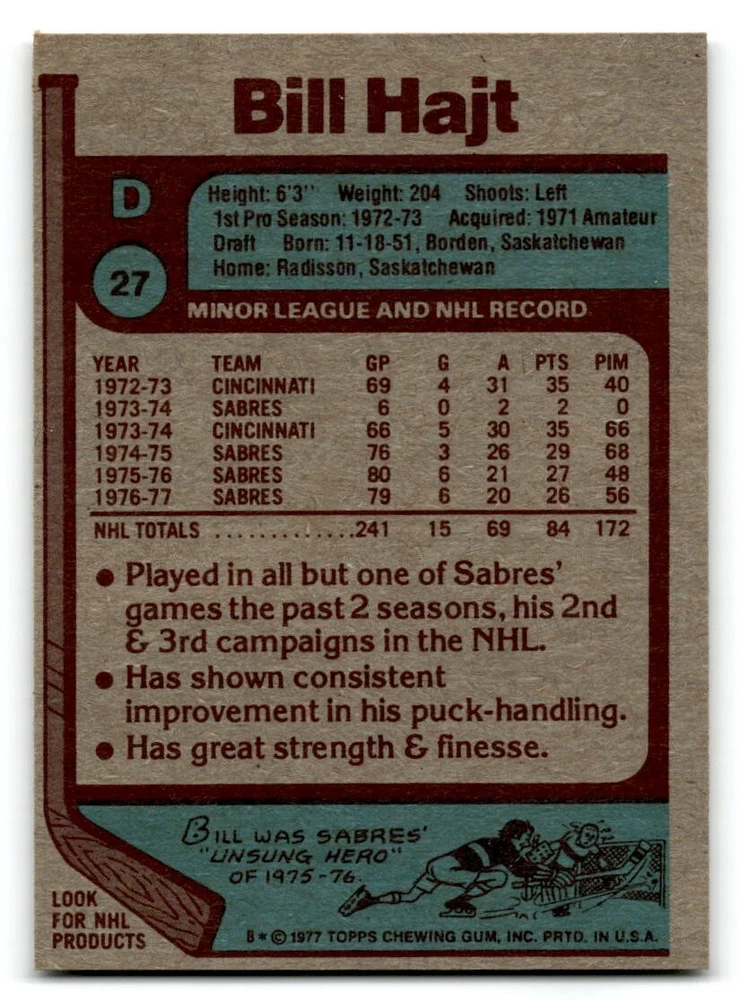 Bill Hajt
D
27
Height: 6'3'' Weight: 204 Shoots: Left
1st Pro Season: 1972-73 Acquired: 1971 Amateur
Draft Born: 11-18-51, Borden, Saskatchewan
Home: Radisson, Saskatchewan
MINOR LEAGUE AND NHL RECORD
YEAR TEAM GP G A PTS PIM
1972-73 CINCINNATI 69 4 31 35 40
1973-74 SABRES 6 0 2 2 0
1973-74 CINCINNATI 66 5 30 35 66
1974-75 SABRES 76 3 26 29 68
1975-76 SABRES 80 6 21 27 48
1976-77 SABRES 79 6 20 26 56
NHL TOTALS .............241 15 69 84 172
● Played in all but one of Sabres'
games the past 2 seasons, his 2nd
& 3rd campaigns in the NHL.
● Has shown consistent
improvement in his puck-handling.
● Has great strength & finesse.
BILL WAS SABRES'
"UNSUNG HERO"
OF 1975-76.
LOOK
FOR NHL
PRODUCTS
B * © 1977 TOPPS CHEWING GUM, INC. PRTD. IN U.S.A.